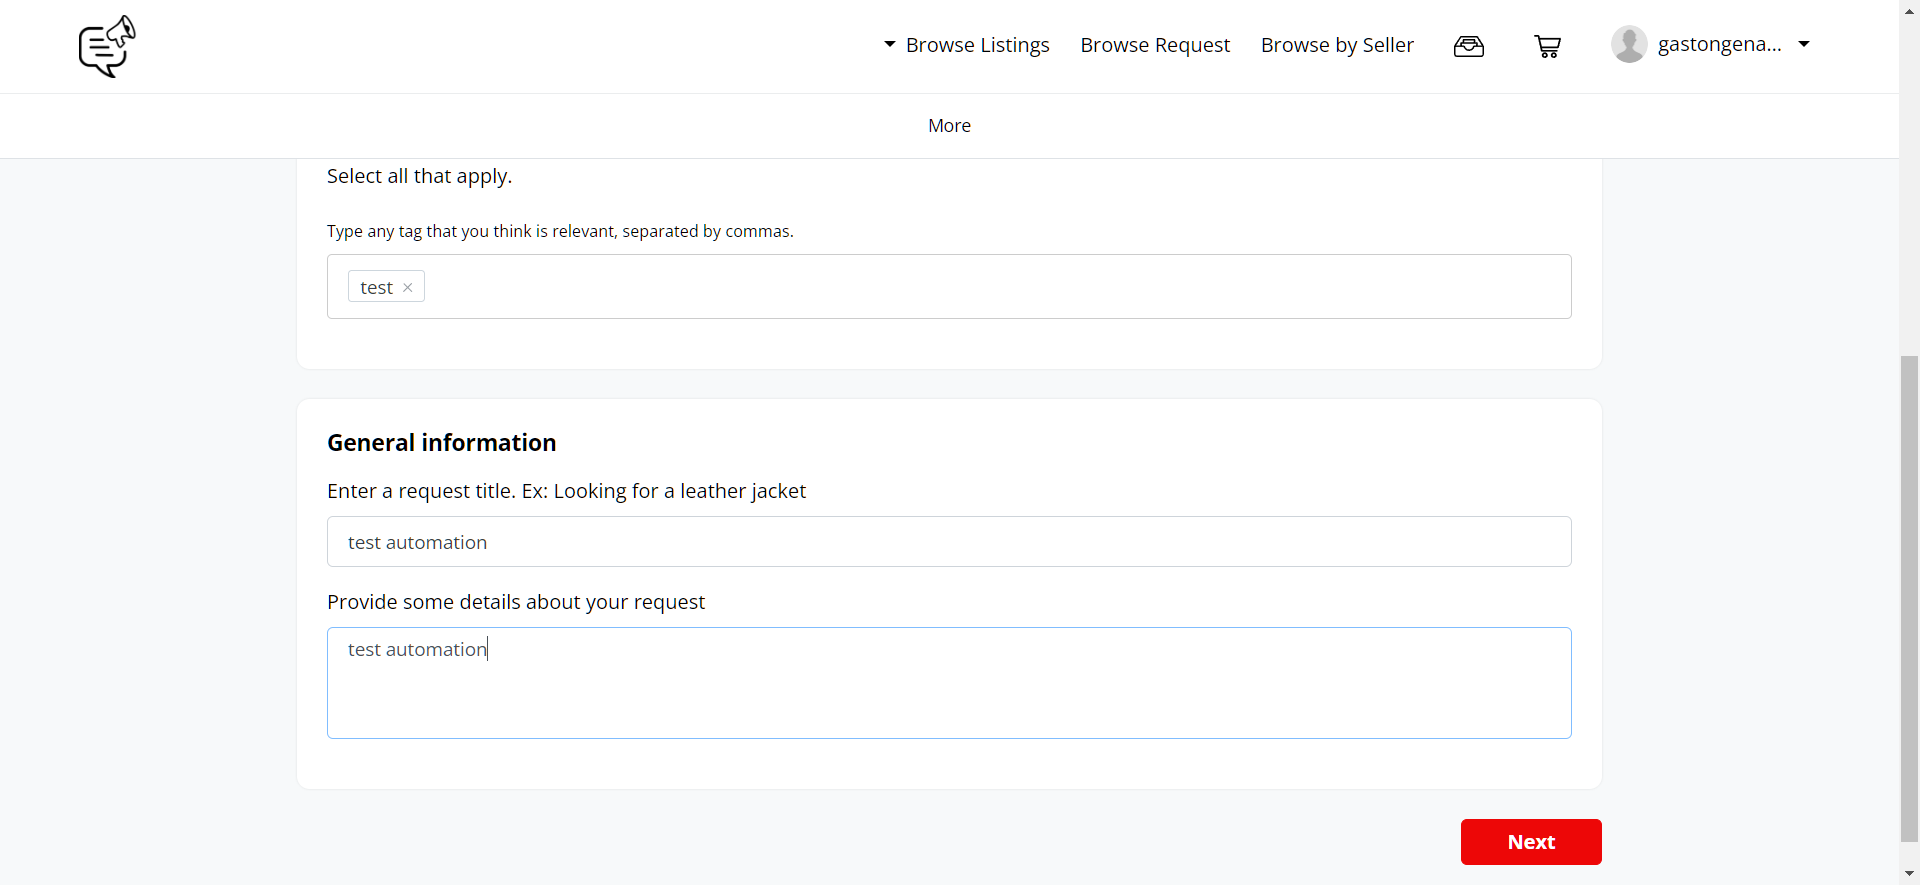 Browse Listings
Browse Request
Browse by Seller
gastongena...
More
Select all that apply.
Type any tag that you think is relevant, separated by commas.
test ×
General information
Enter a request title. Ex: Looking for a leather jacket
test automation
Provide some details about your request
test automation
Next